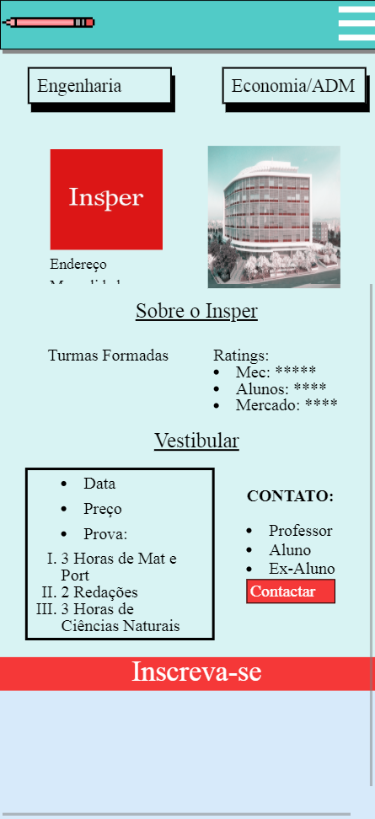 Engenharia
Economia/ADM
Insper
Endereço
Sobre o Insper
Turmas Formadas
Ratings:
• Mec: *****
• Alunos: ****
• Mercado: ****
Vestibular
• Data
• Preço
• Prova:
I. 3 Horas de Mat e
Port
II. 2 Redações
III. 3 Horas de
Ciências Naturais
CONTATO:
• Professor
• Aluno
• Ex-Aluno
Contactar
Inscreva-se